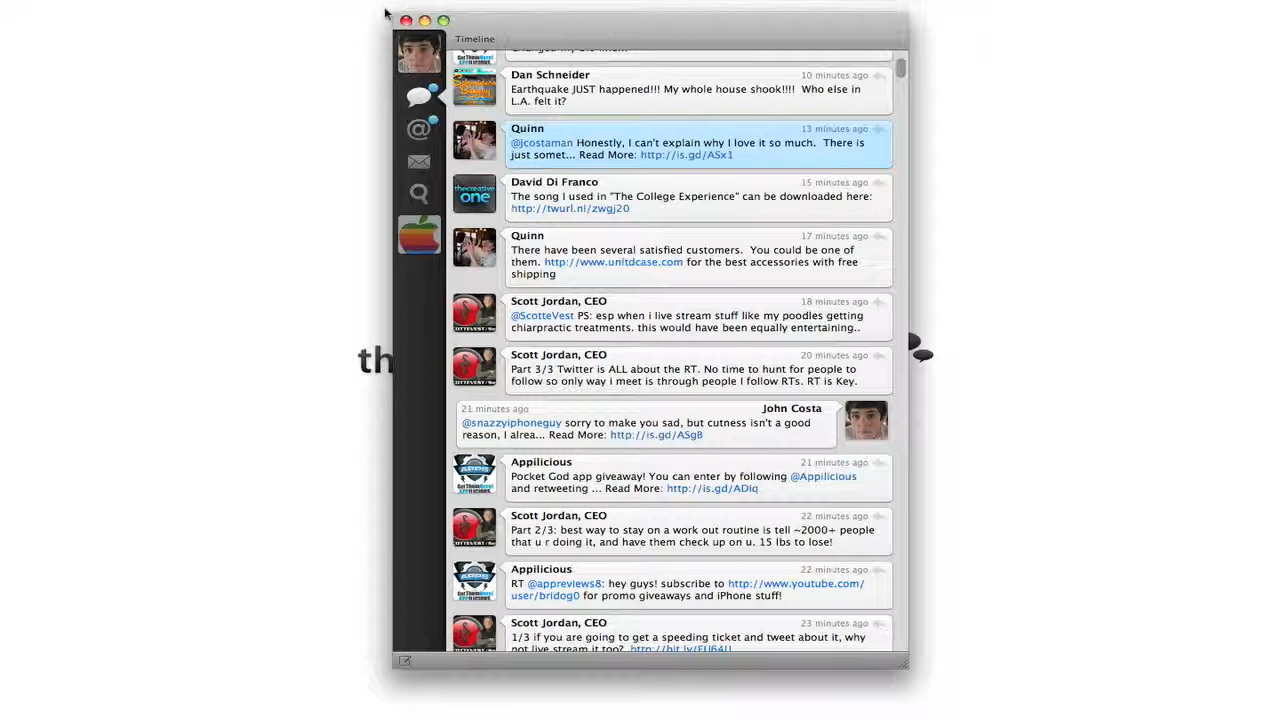 Timeline
Dan Schneider 10 minutes ago
Earthquake JUST happened!!! My whole house shook!!!! Who else in
L.A. felt it?
Quinn 13 minutes ago
@jcostaman Honestly, I can't explain why I love it so much. There is
just somet... Read More: http://is.gd/ASx1
David Di Franco 15 minutes ago
The song I used in "The College Experience" can be downloaded here:
http://twurl.nl/zwgj20
Quinn 17 minutes ago
There have been several satisfied customers. You could be one of
them. http://www.unitdcase.com for the best accessories with free
shipping
Scott Jordan, CEO 18 minutes ago
@ScotteVest PS: esp when i live stream stuff like my poodles getting
chiarpractic treatments. this would have been equally entertaining..
Scott Jordan, CEO 20 minutes ago
Part 3/3 Twitter is ALL about the RT. No time to hunt for people to
follow so only way i meet is through people I follow RTs. RT is Key.
21 minutes ago John Costa
@snazzyiphoneguy sorry to make you sad, but cutness isn't a good
reason, I alrea... Read More: http://is.gd/ASgB
Appilicious 21 minutes ago
Pocket God app giveaway! You can enter by following @Appilicious
and retweeting ... Read More: http://is.gd/ADiq
Scott Jordan, CEO 22 minutes ago
Part 2/3: best way to stay on a work out routine is tell ~2000+ people
that u r doing it, and have them check up on u. 15 lbs to lose!
Appilicious 22 minutes ago
RT @appreviews8: hey guys! subscribe to http://www.youtube.com/
user/bridog0 for promo giveaways and iPhone stuff!
Scott Jordan, CEO 23 minutes ago
1/3 if you are going to get a speeding ticket and tweet about it, why
not live stream it too?
th
thecreative
one
APPS
APPS